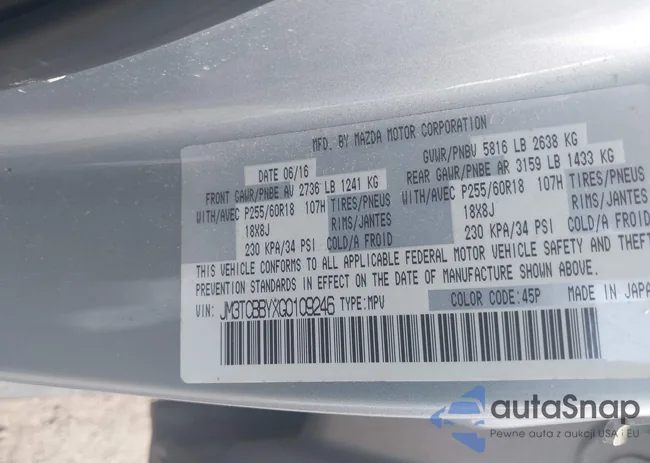 MFD. BY MAZDA MOTOR CORPORATION
DATE 06/16 GVWR/PNBV 5816 LB 2638 KG
FRONT GAWR/PNBE AV 2736 LB 1241 KG REAR GAWR/PNBE AR 3159 LB 1433 KG
WITH/AVEC P255/60R18 107H TIRES/PNEUS WITH/AVEC P255/60R18 107H TIRES/PNEUS
18X8J RIMS/JANTES 18X8J RIMS/JANTES
230 KPA/34 PSI COLD/A FROID 230 KPA/34 PSI COLD/A FROID
THIS VEHICLE CONFORMS TO ALL APPLICABLE FEDERAL MOTOR VEHICLE SAFETY AND THEFT
PREVENTION STANDARDS IN EFFECT ON THE DATE OF MANUFACTURE SHOWN ABOVE.
VIN: JM3TCBBYXG0109246 TYPE:MPV COLOR CODE:45P MADE IN JAPA
autaSnap
Pewne auta z aukcji USA i EU